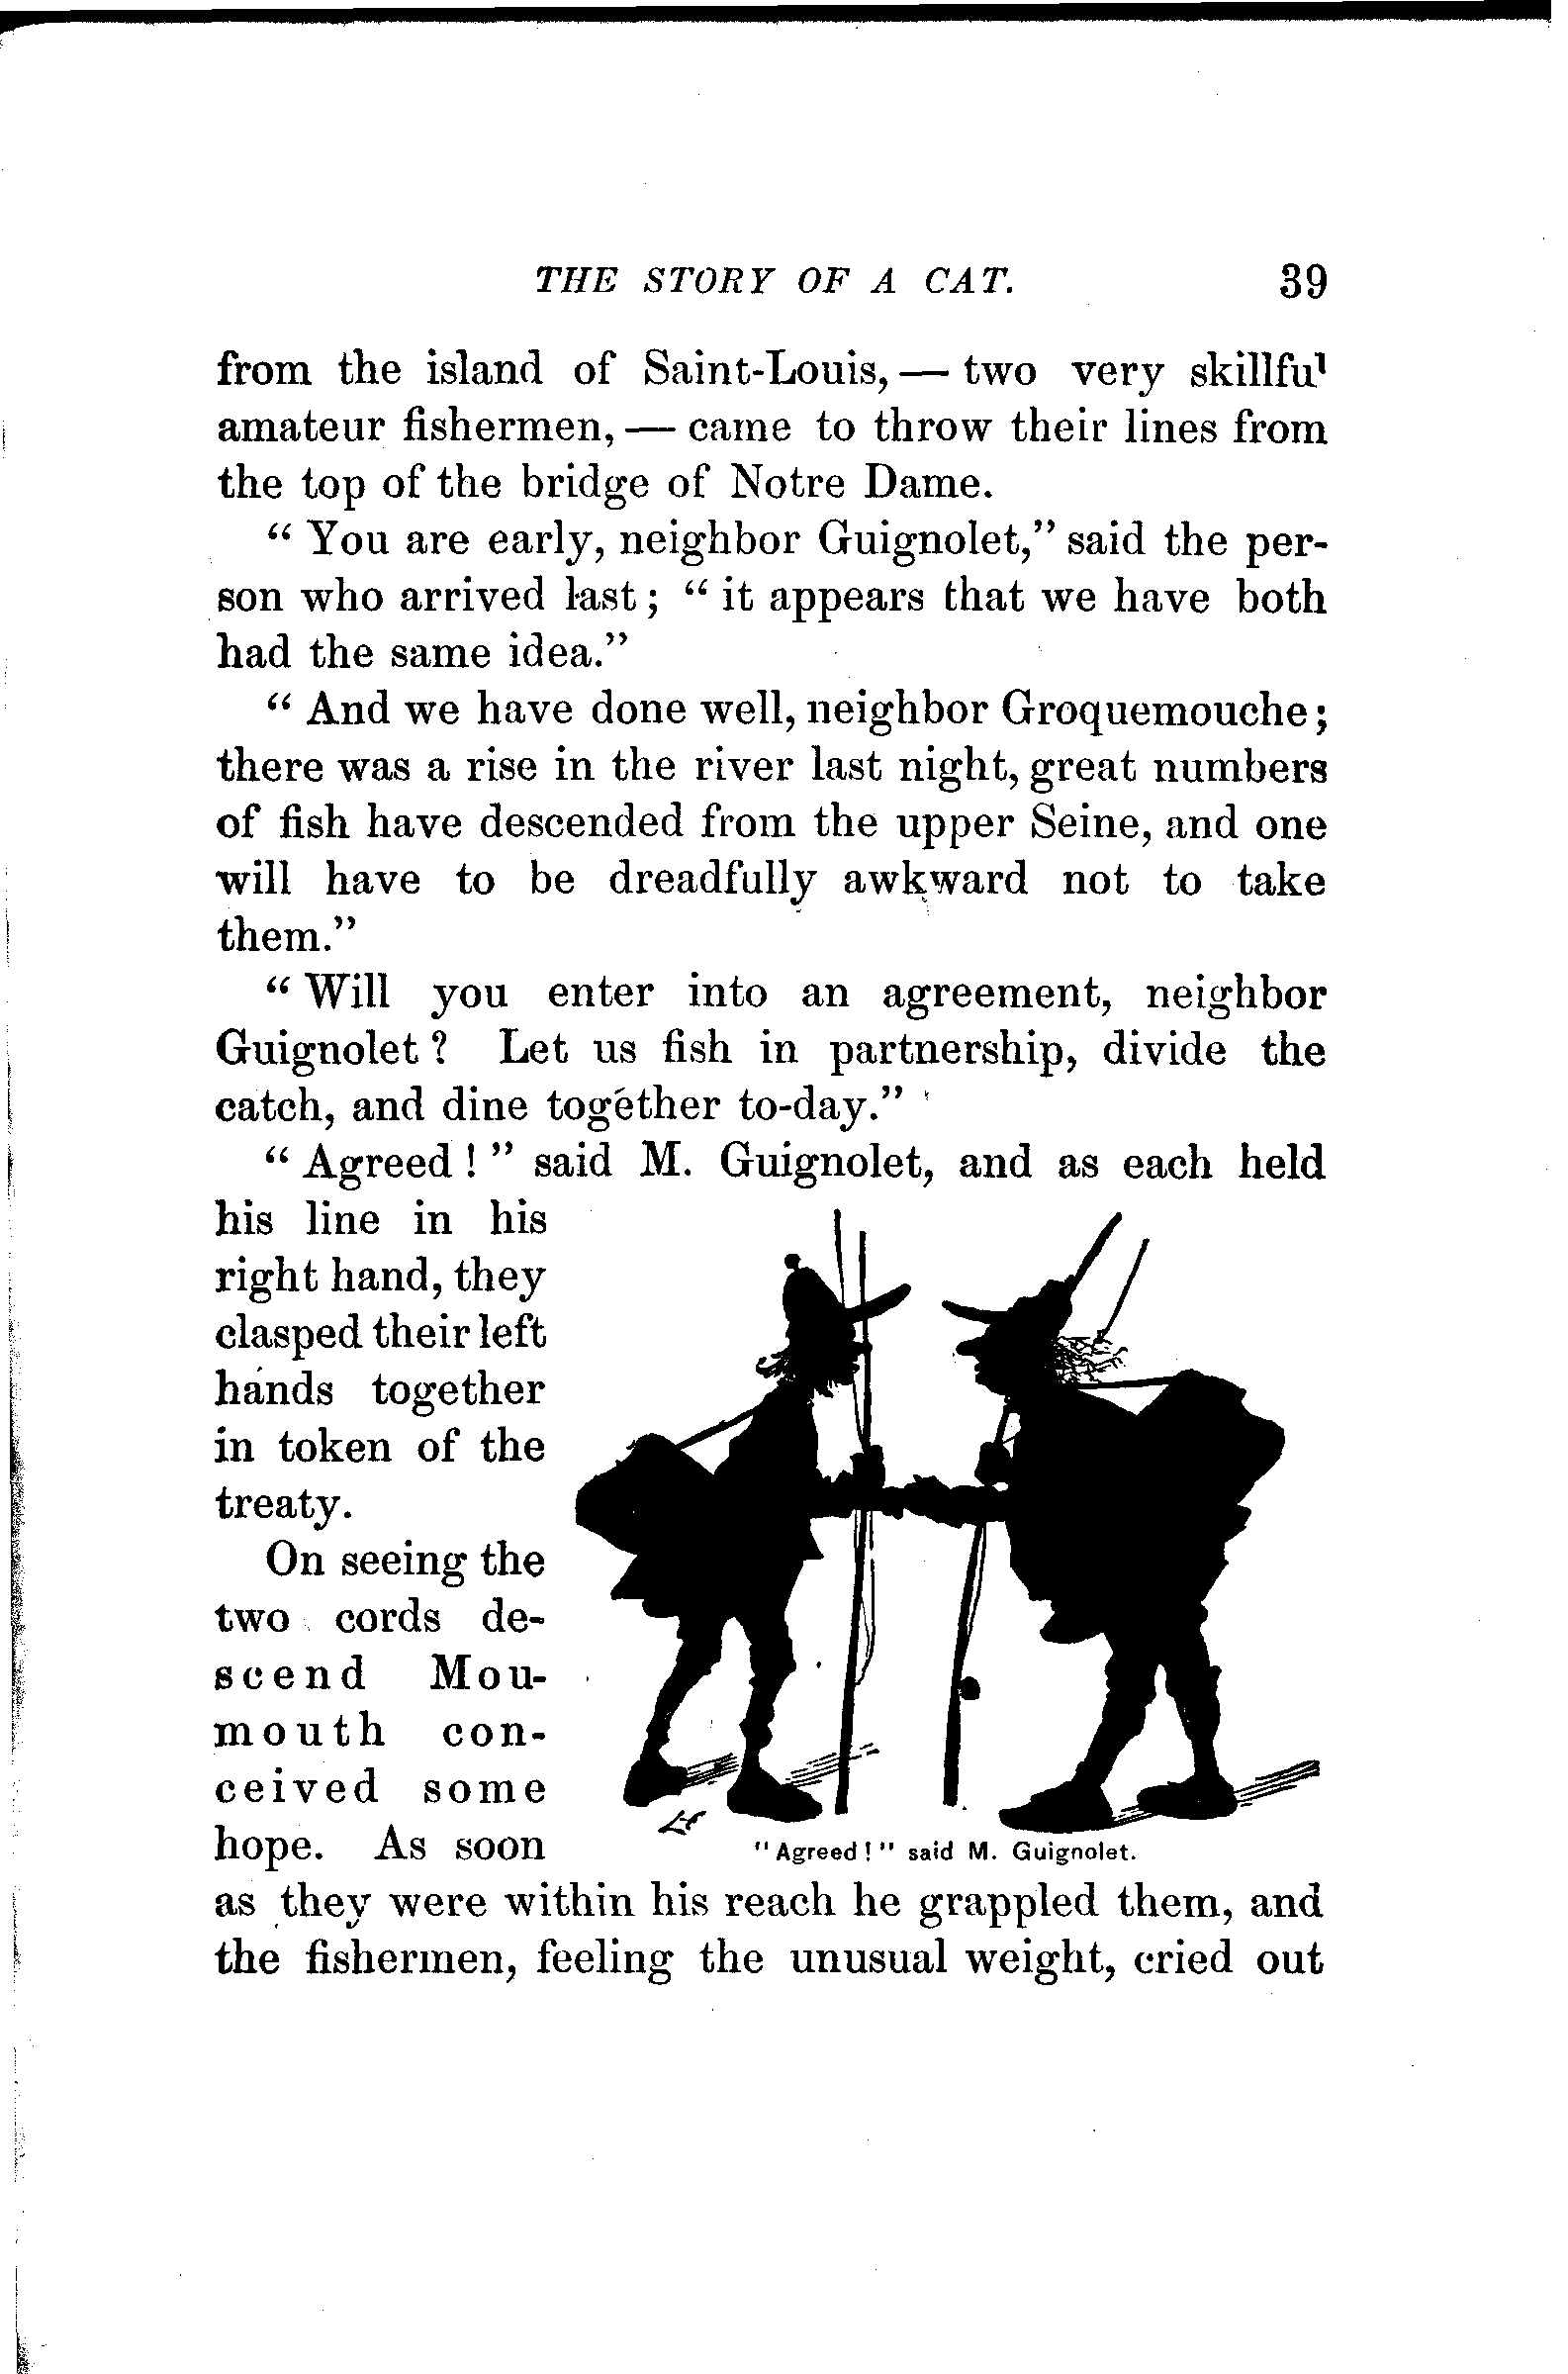 THE STORY OF A CAT. 39
from the island of Saint-Louis, — two very skillful
amateur fishermen, — came to throw their lines from
the top of the bridge of Notre Dame.
“ You are early, neighbor Guignolet,” said the per-
son who arrived last ; “ it appears that we have both
had the same idea.”
“ And we have done well, neighbor Groquemouche ;
there was a rise in the river last night, great numbers
of fish have descended from the upper Seine, and one
will have to be dreadfully awkward not to take
them.”
“ Will you enter into an agreement, neighbor
Guignolet ? Let us fish in partnership, divide the
catch, and dine together to-day.”
“ Agreed ! ” said M. Guignolet, and as each held
his line in his
right hand, they
clasped their left
hands together
in token of the
treaty.
On seeing the
two cords de-
scend Mou-
mouth con-
ceived some
hope. As soon
as they were within his reach he grappled them, and
the fishermen, feeling the unusual weight, cried out
"Agreed !" said M. Guignolet.